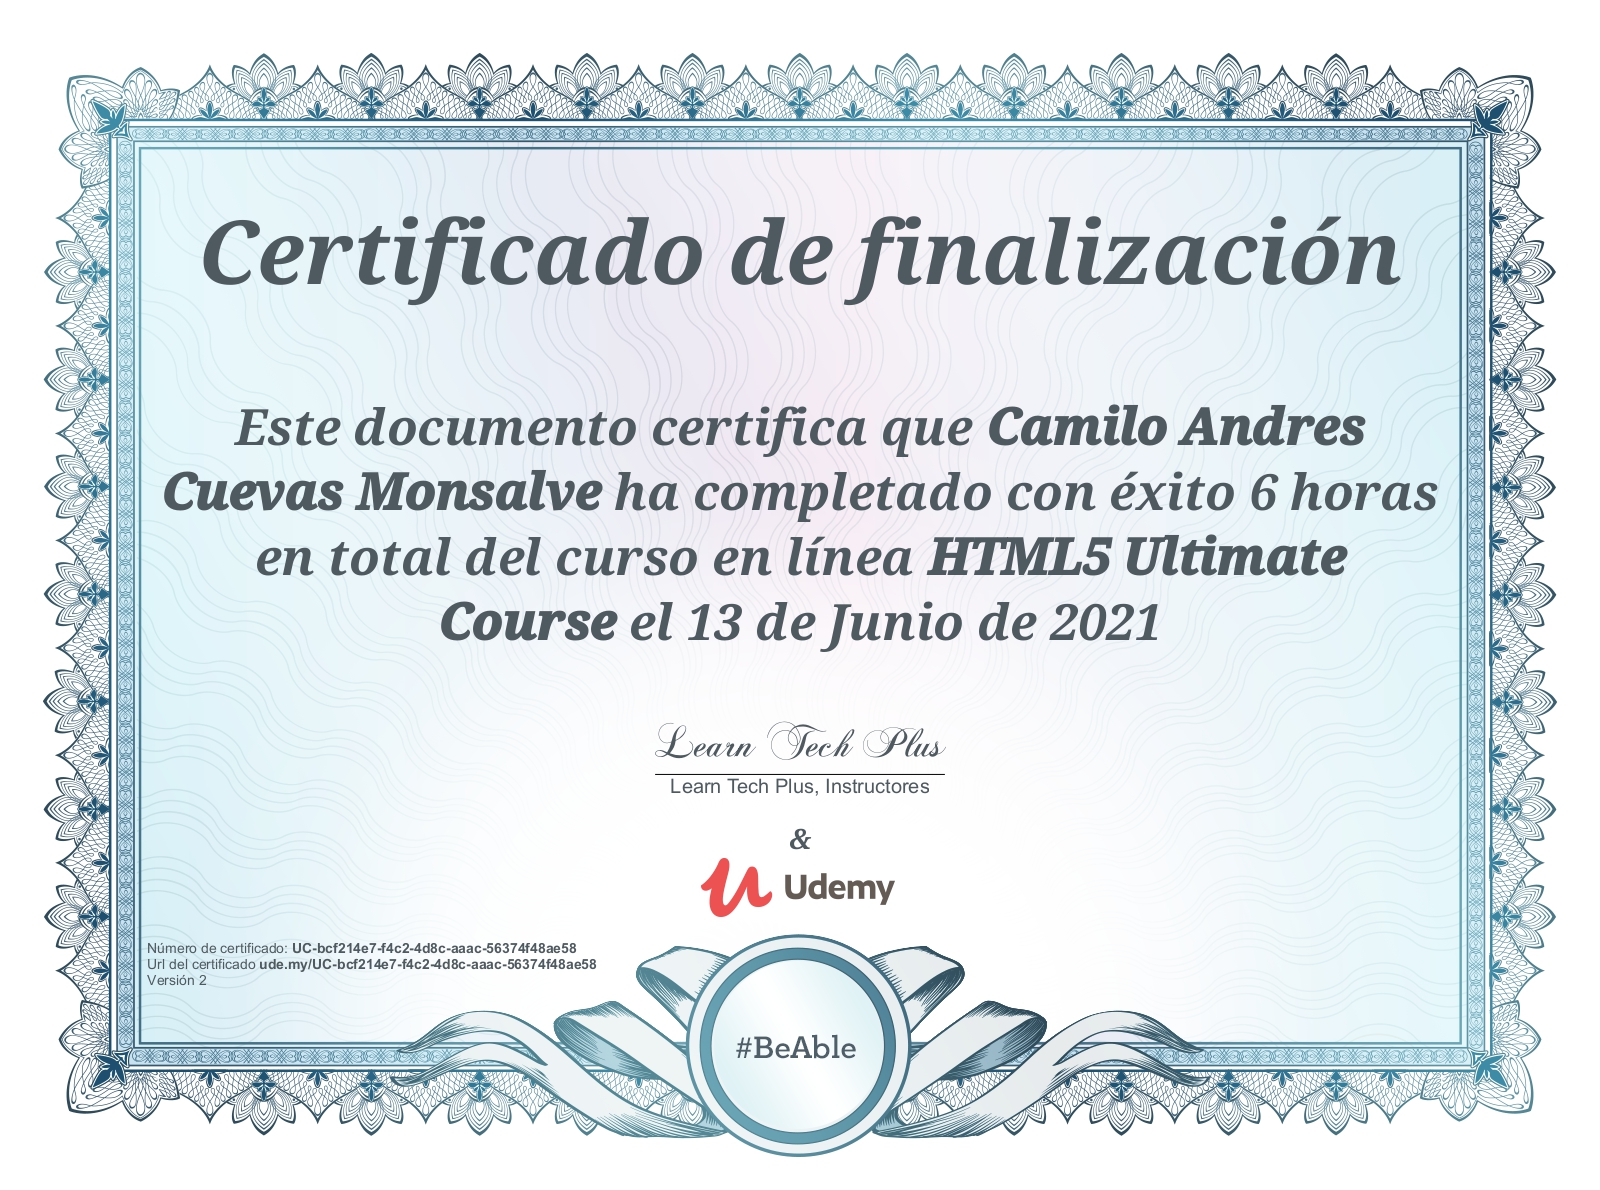 Certificado de finalización
Este documento certifica que Camilo Andres
Cuevas Monsalve ha completado con éxito 6 horas
en total del curso en línea HTML5 Ultimate
Course el 13 de Junio de 2021
Learn Tech Plus
Learn Tech Plus, Instructores
&
Udemy
Número de certificado: UC-bcf214e7-f4c2-4d8c-aaac-56374f48ae58
Url del certificado ude.my/UC-bcf214e7-f4c2-4d8c-aaac-56374f48ae58
Versión 2
#BeAble